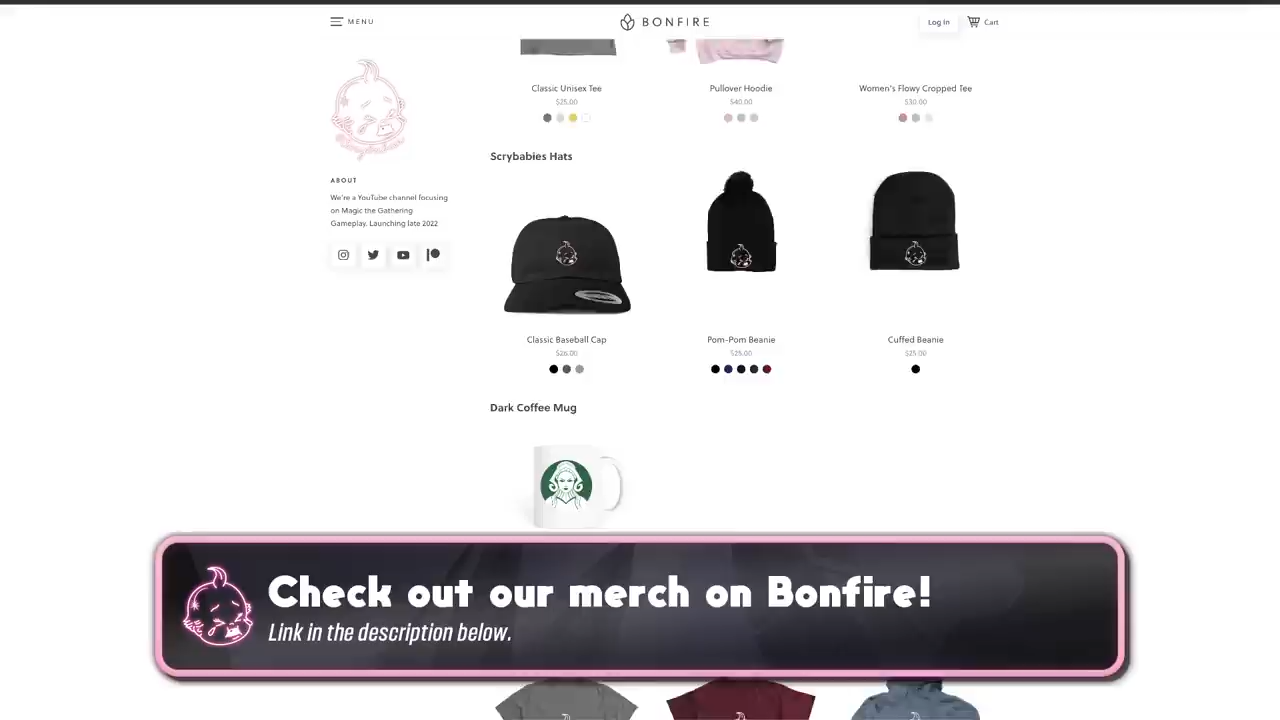 MENU
BONFIRE
Log In
Cart
Classic Unisex Tee
$25.00
Pullover Hoodie
$40.00
Women's Flowy Cropped Tee
$30.00
ABOUT
We're a YouTube channel focusing
on Magic the Gathering
Gameplay. Launching late 2022
Scrybabies Hats
Classic Baseball Cap
$26.00
Pom-Pom Beanie
$25.00
Cuffed Beanie
$25.00
Dark Coffee Mug
Check out our merch on Bonfire!
Link in the description below.